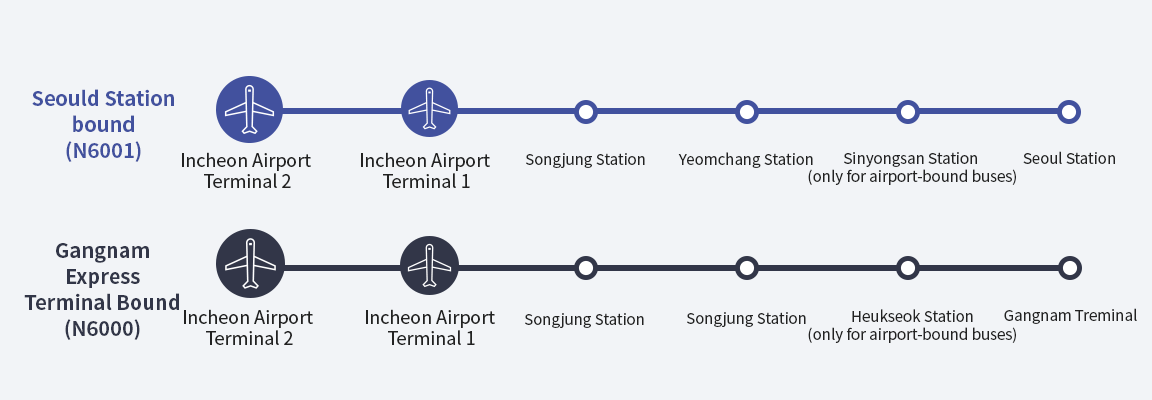 Seould Station
bound
(N6001)
Incheon Airport
Terminal 2
Incheon Airport
Terminal 1
Songjung Station
Yeomchang Station
Sinyongsan Station
(only for airport-bound buses)
Seoul Station
Gangnam
Express
Terminal Bound
(N6000)
Incheon Airport
Terminal 2
Incheon Airport
Terminal 1
Songjung Station
Songjung Station
Heukseok Station
(only for airport-bound buses)
Gangnam Treminal